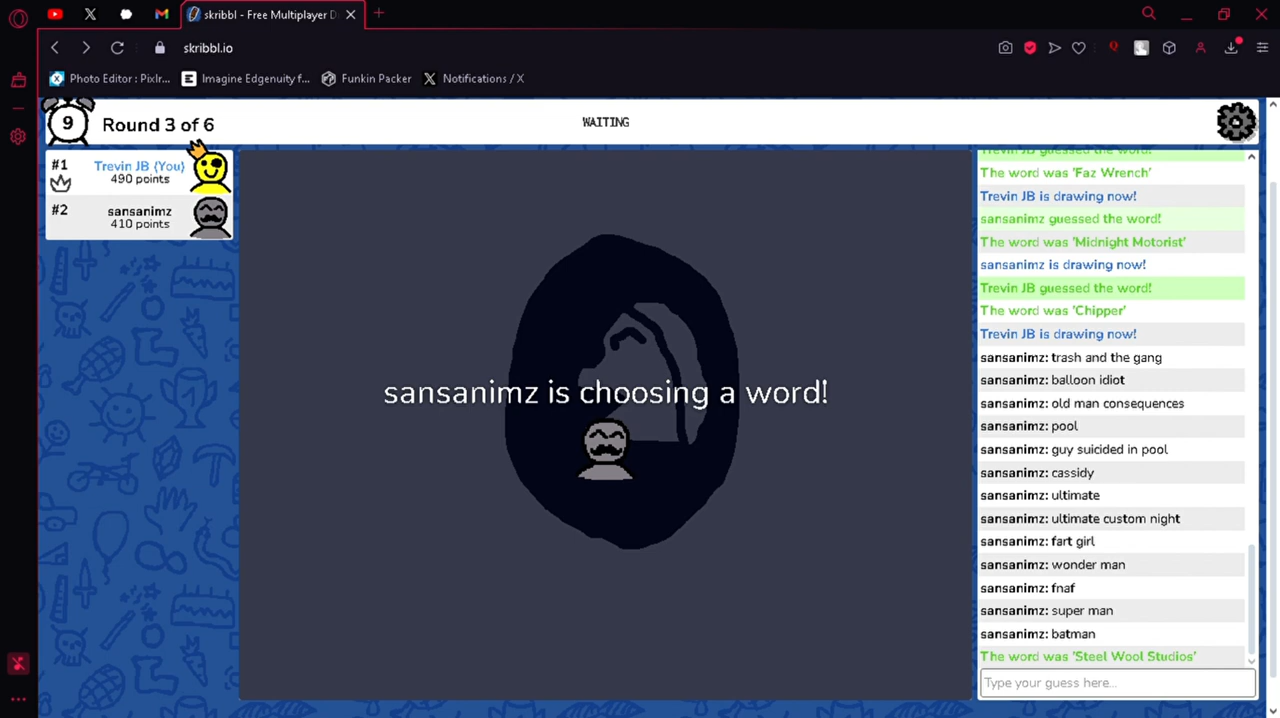 skribbl - Free Multiplayer D
skribbl.io
Photo Editor : Pixlr...
Imagine Edgenuity f...
Funkin Packer
Notifications / X
9
Round 3 of 6
WAITING
#1
Trevin JB (You)
490 points
#2
sansanimz
410 points
sansanimz is choosing a word!
Trevin JB guessed the word!
The word was 'Faz Wrench'
Trevin JB is drawing now!
sansanimz guessed the word!
The word was 'Midnight Motorist'
sansanimz is drawing now!
Trevin JB guessed the word!
The word was 'Chipper'
Trevin JB is drawing now!
sansanimz: trash and the gang
sansanimz: balloon idiot
sansanimz: old man consequences
sansanimz: pool
sansanimz: guy suicided in pool
sansanimz: cassidy
sansanimz: ultimate
sansanimz: ultimate custom night
sansanimz: fart girl
sansanimz: wonder man
sansanimz: fnaf
sansanimz: super man
sansanimz: batman
The word was 'Steel Wool Studios'
Type your guess here...